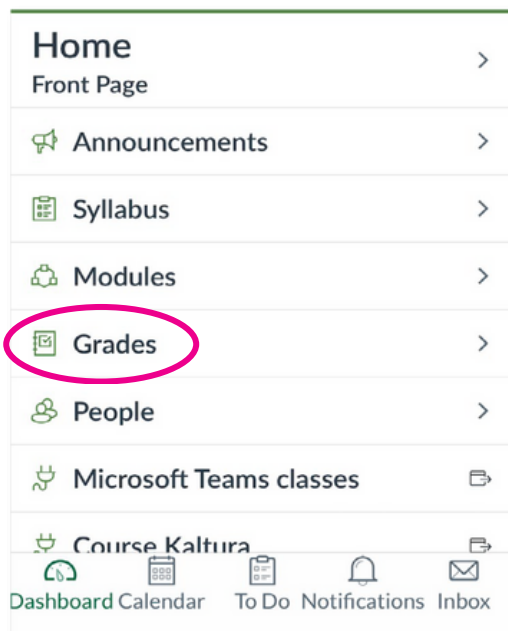 Home
Front Page
Announcements
Syllabus
Modules
Grades
People
Microsoft Teams classes
Course Kaltura
Dashboard Calendar To Do Notifications Inbox